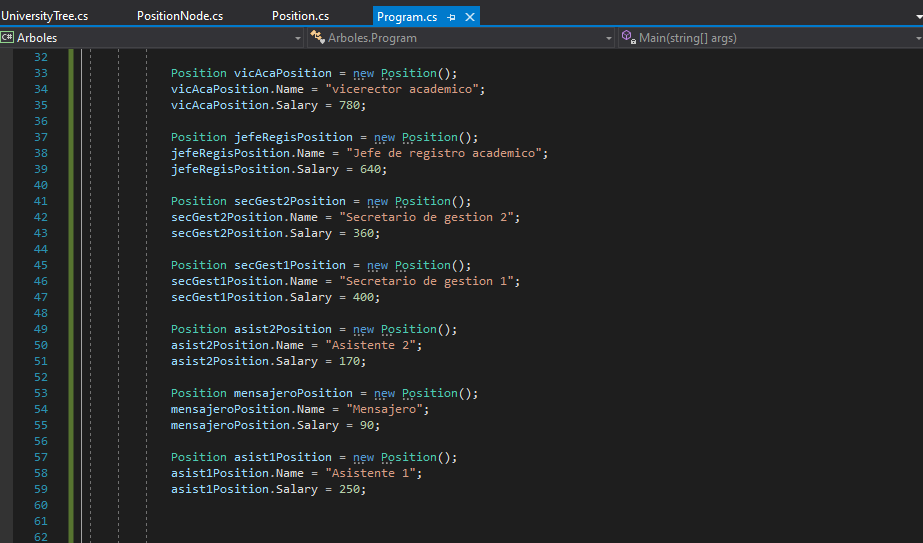 UniversityTree.cs PositionNode.cs Position.cs Program.cs
C# Arboles Arboles.Program Main(string[] args)
32
33 Position vicAcaPosition = new Position();
34 vicAcaPosition.Name = "vicerector academico";
35 vicAcaPosition.Salary = 780;
36
37 Position jefeRegisPosition = new Position();
38 jefeRegisPosition.Name = "Jefe de registro academico";
39 jefeRegisPosition.Salary = 640;
40
41 Position secGest2Position = new Position();
42 secGest2Position.Name = "Secretario de gestion 2";
43 secGest2Position.Salary = 360;
44
45 Position secGest1Position = new Position();
46 secGest1Position.Name = "Secretario de gestion 1";
47 secGest1Position.Salary = 400;
48
49 Position asist2Position = new Position();
50 asist2Position.Name = "Asistente 2";
51 asist2Position.Salary = 170;
52
53 Position mensajeroPosition = new Position();
54 mensajeroPosition.Name = "Mensajero";
55 mensajeroPosition.Salary = 90;
56
57 Position asist1Position = new Position();
58 asist1Position.Name = "Asistente 1";
59 asist1Position.Salary = 250;
60
61
62